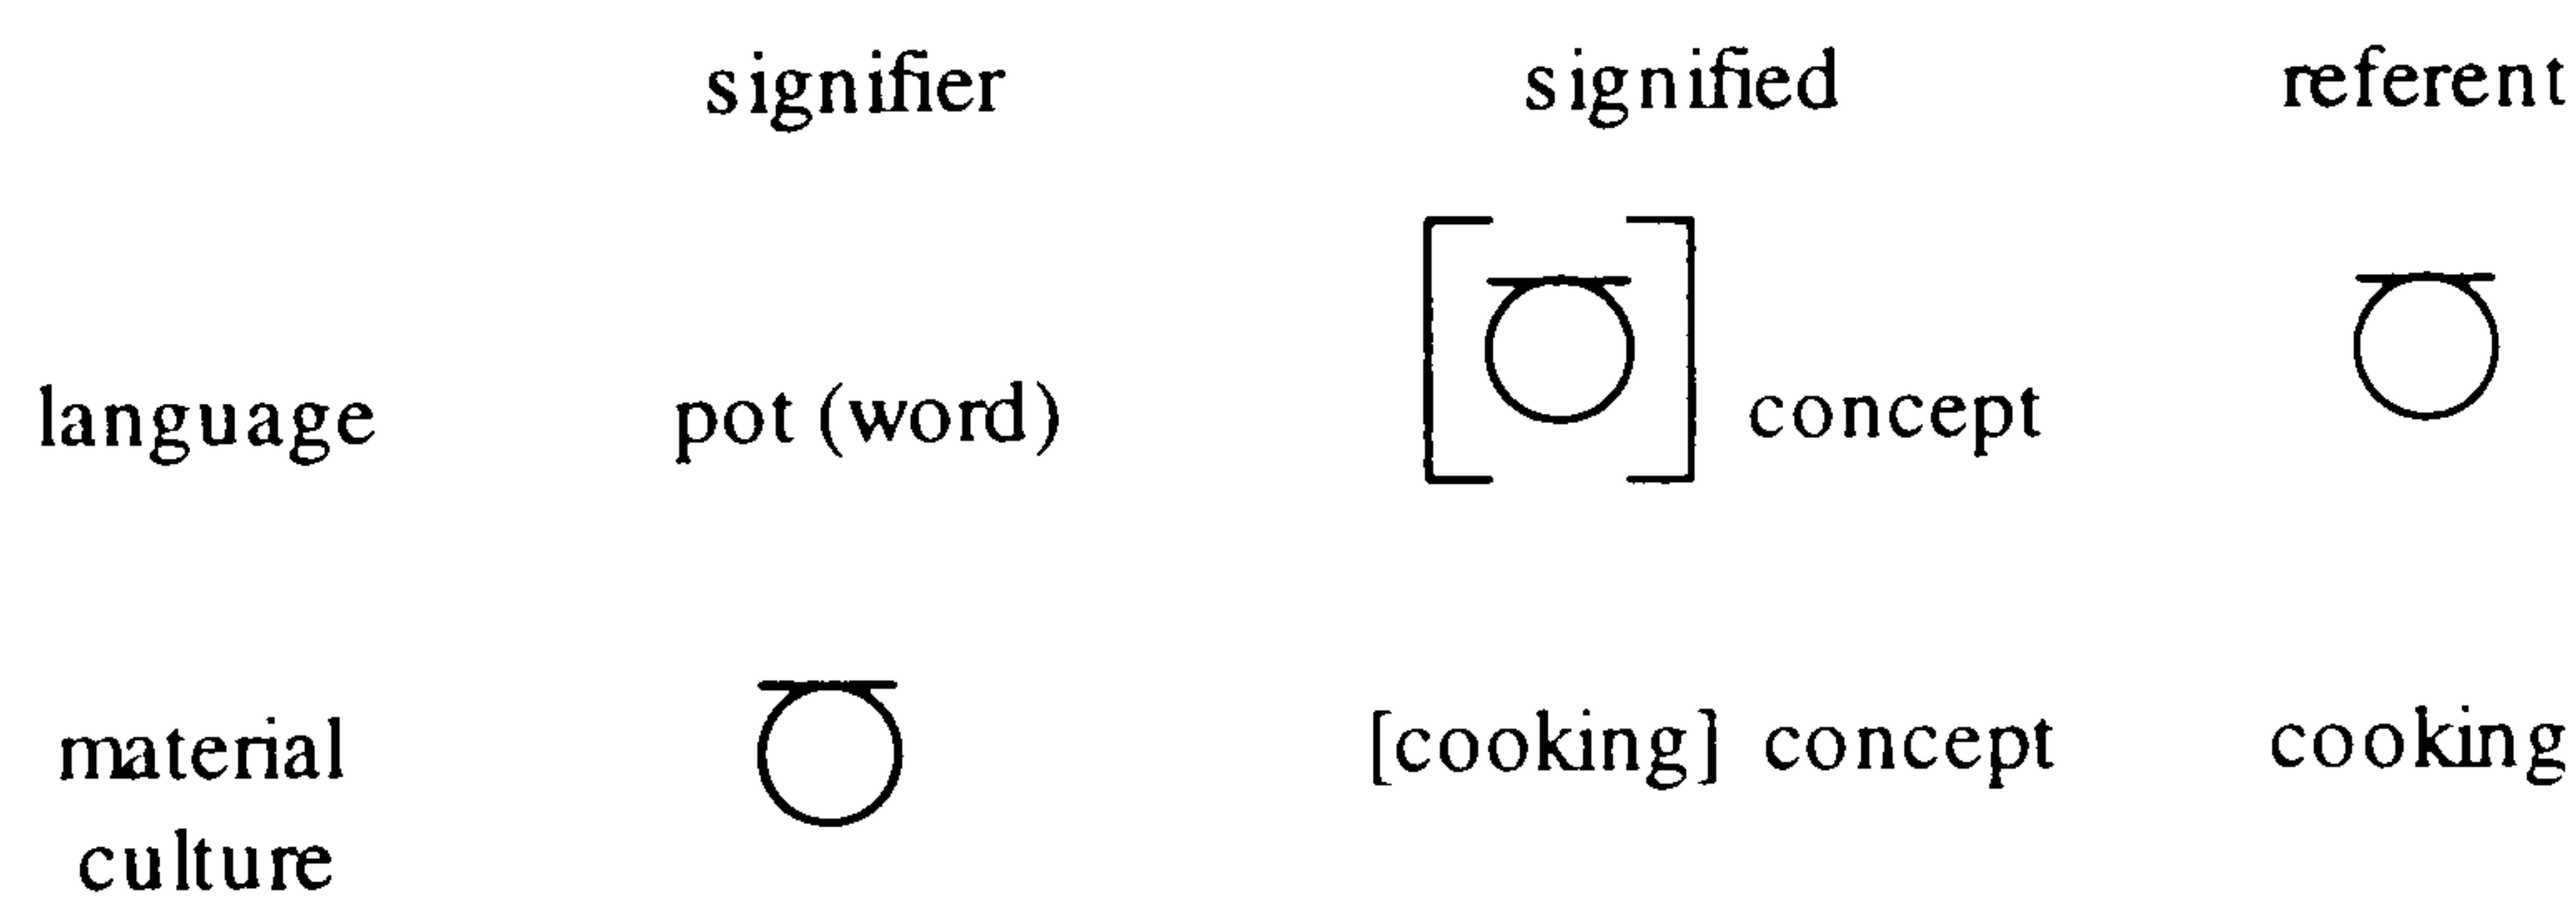 signifier signified referent
language pot (word) [ ] concept
material [cooking] concept cooking
culture